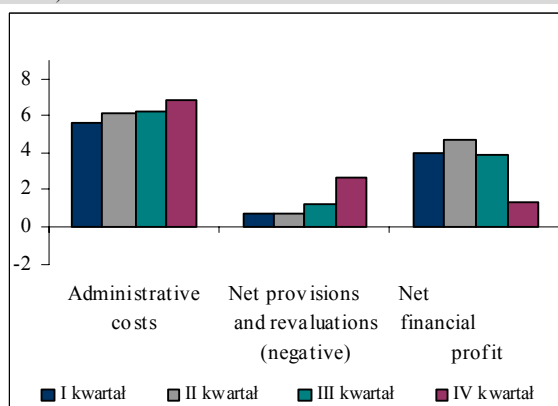 8
6
4
2
0
-2
Administrative
costs
Net provisions
and revaluations
(negative)
Net
financial
profit
I kwartał II kwartał III kwartał IV kwartał